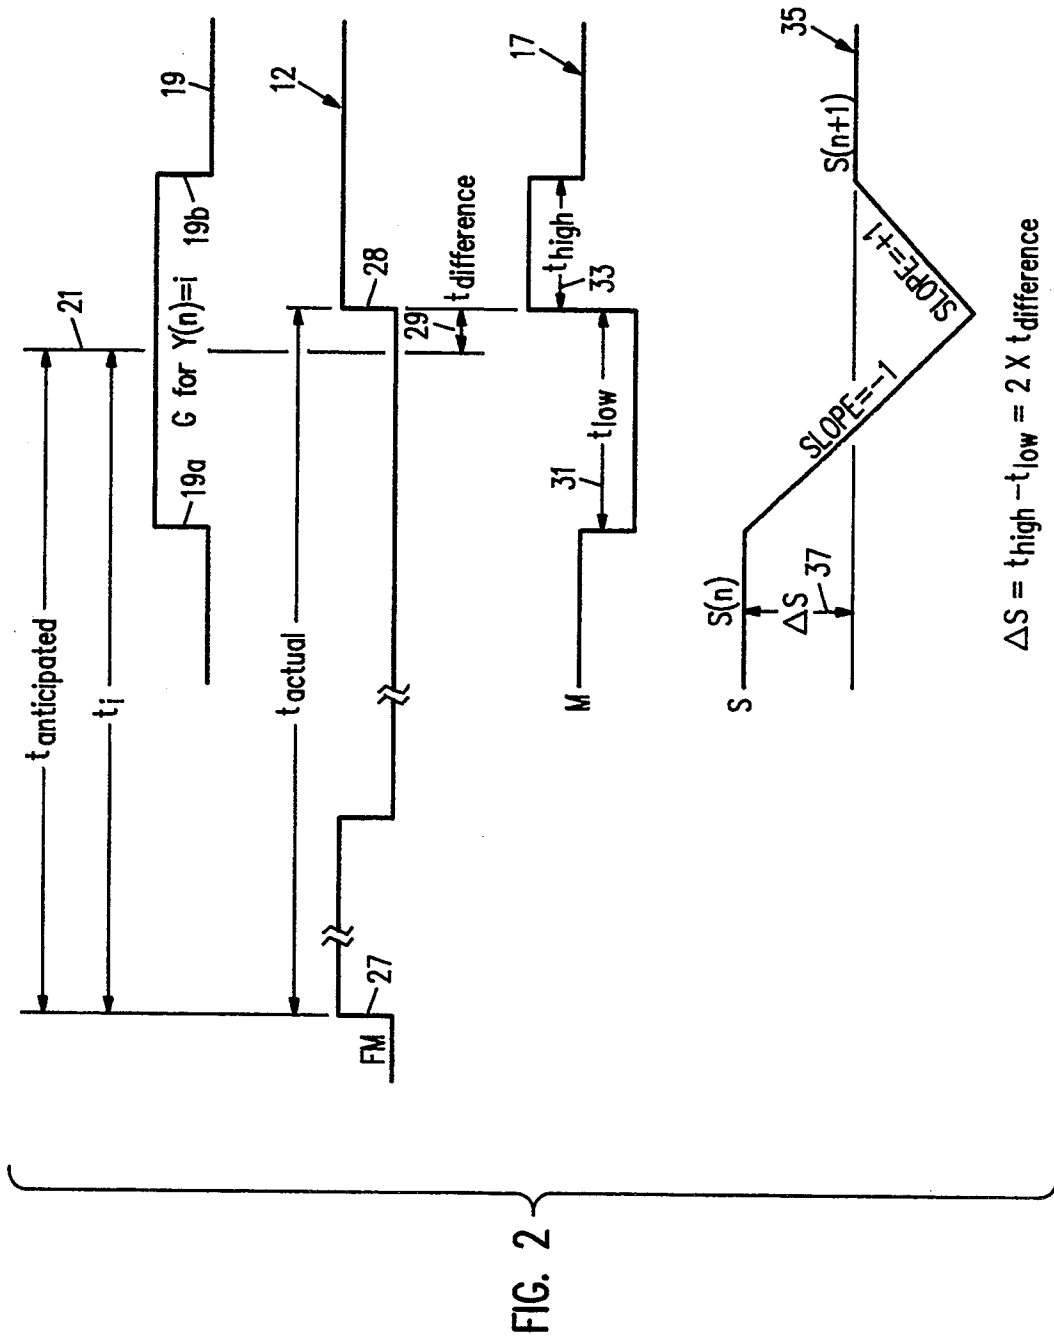 t anticipated
21
ti
19a
G for Y(n)=i
19b
19
t actual
FM
27
28
12
29
t difference
M
31
t low
33
t high
17
S
S(n)
ΔS
37
SLOPE=-1
SLOPE=+1
S(n+1)
35
ΔS = t high - t low = 2 X t difference
FIG. 2